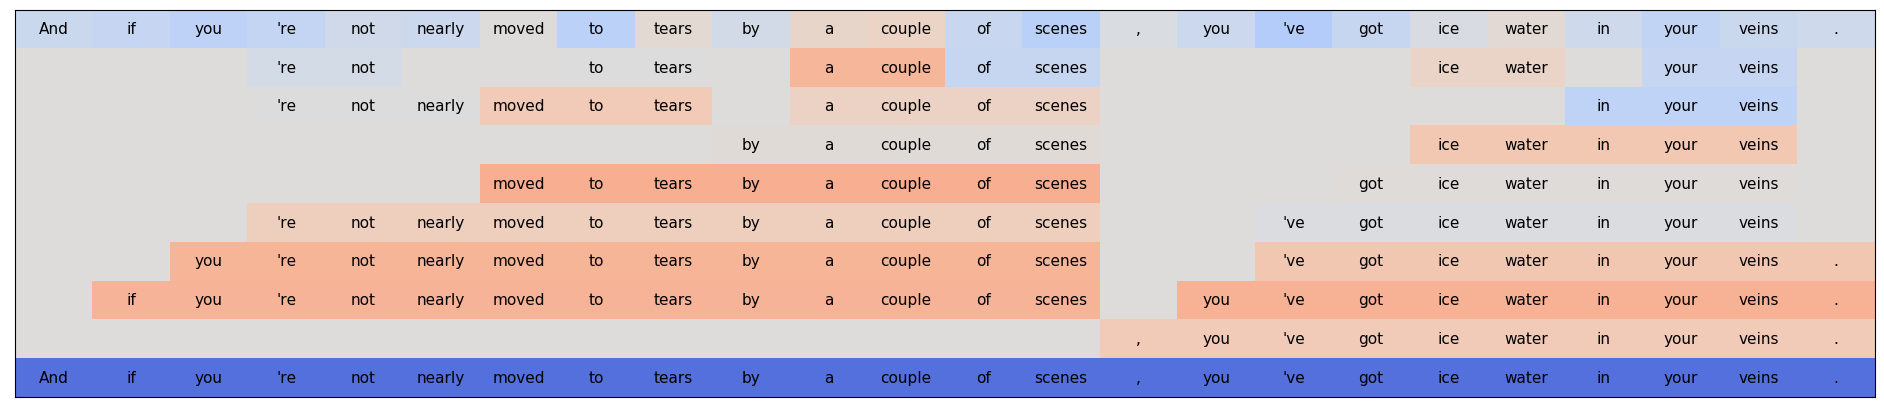 And if you 're not nearly moved to tears by a couple of scenes , you 've got ice water in your veins .
're not to tears a couple of scenes ice water your veins
're not nearly moved to tears a couple of scenes in your veins
by a couple of scenes ice water in your veins
moved to tears by a couple of scenes got ice water in your veins
're not nearly moved to tears by a couple of scenes 've got ice water in your veins
you 're not nearly moved to tears by a couple of scenes 've got ice water in your veins .
if you 're not nearly moved to tears by a couple of scenes you 've got ice water in your veins .
, you 've got ice water in your veins .
And if you 're not nearly moved to tears by a couple of scenes , you 've got ice water in your veins .